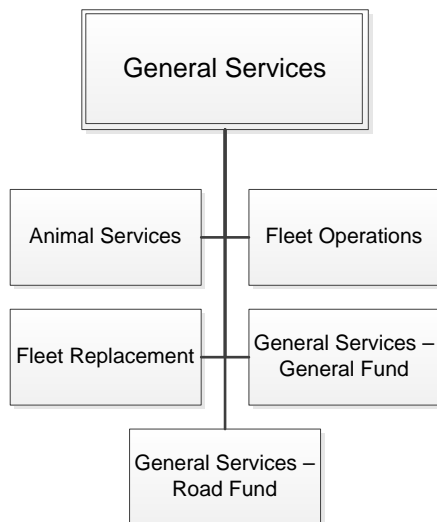 General Services
Animal Services
Fleet Operations
Fleet Replacement
General Services –
General Fund
General Services –
Road Fund